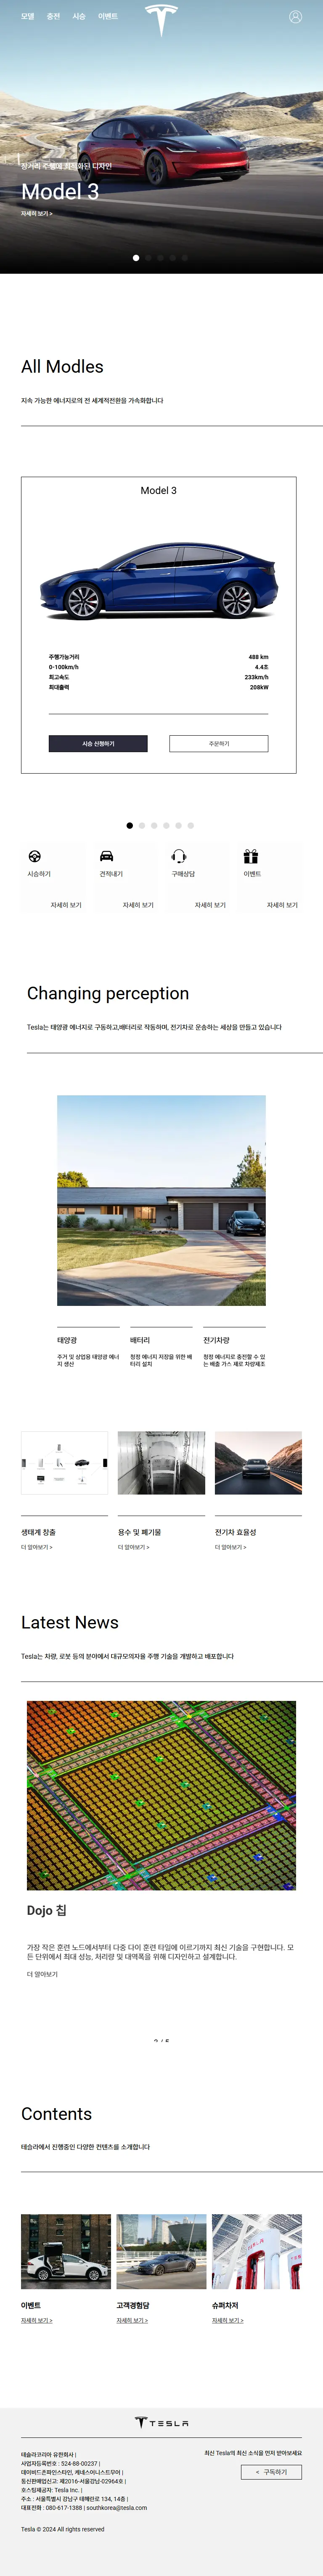 모델 충전 시승 이벤트
장거리 주행에 최적화된 디자인
Model 3
자세히 보기 >
All Modles
지속 가능한 에너지로의 전 세계적전환을 가속화합니다
Model 3
주행가능거리 488 km
0-100km/h 4.4초
최고속도 233km/h
최대출력 208kW
시승 신청하기 주문하기
시승하기 견적내기 구매상담 이벤트
자세히 보기 자세히 보기 자세히 보기 자세히 보기
Changing perception
Tesla는 태양광 에너지로 구동하고,배터리로 작동하며, 전기차로 운송하는 세상을 만들고 있습니다
태양광
주거 및 상업용 태양광 에너
지 생산
배터리
청정 에너지 저장을 위한 배
터리 설치
전기차량
청정 에너지로 충전할 수 있
는 배출 가스 제로 차량제조
생태계 창출
더 알아보기 >
용수 및 폐기물
더 알아보기 >
전기차 효율성
더 알아보기 >
Latest News
Tesla는 차량, 로봇 등의 분야에서 대규모의자율 주행 기술을 개발하고 배포합니다
Dojo 칩
가장 작은 훈련 노드에서부터 다중 다이 훈련 타일에 이르기까지 최신 기술을 구현합니다. 모
든 단위에서 최대 성능, 처리량 및 대역폭을 위해 디자인하고 설계합니다.
더 알아보기
Contents
테슬라에서 진행중인 다양한 컨텐츠를 소개합니다
이벤트
자세히 보기 >
고객경험담
자세히 보기 >
슈퍼차저
자세히 보기 >
TESLA
테슬라코리아 유한회사 |
사업자등록번호 : 524-88-00237 |
데이비드존파인스타인, 케네스어니스트무어 |
통신판매업신고: 제2016-서울강남-02964호 |
호스팅제공자: Tesla Inc. |
주소 : 서울특별시 강남구 테헤란로 134, 14층 |
대표전화 : 080-617-1388 | southkorea@tesla.com
최신 Tesla의 최신 소식을 먼저 받아보세요
< 구독하기
Tesla © 2024 All rights reserved